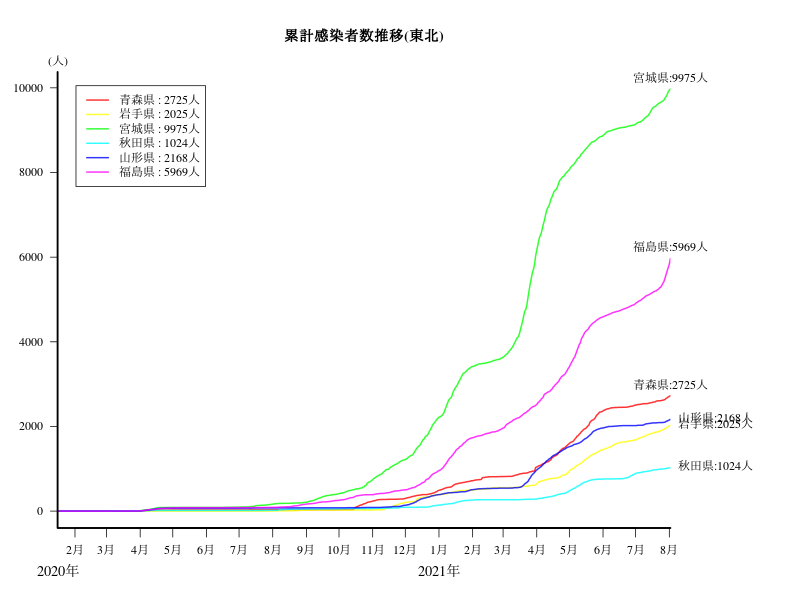 累計感染者数推移(東北)
(人)
10000
8000
6000
4000
2000
0
青森県 : 2725人
岩手県 : 2025人
宮城県 : 9975人
秋田県 : 1024人
山形県 : 2168人
福島県 : 5969人
宮城県:9975人
福島県:5969人
青森県:2725人
山形県:2168人
岩手県:2025人
秋田県:1024人
2月 3月 4月 5月 6月 7月 8月 9月 10月 11月 12月 1月 2月 3月 4月 5月 6月 7月 8月
2020年 2021年